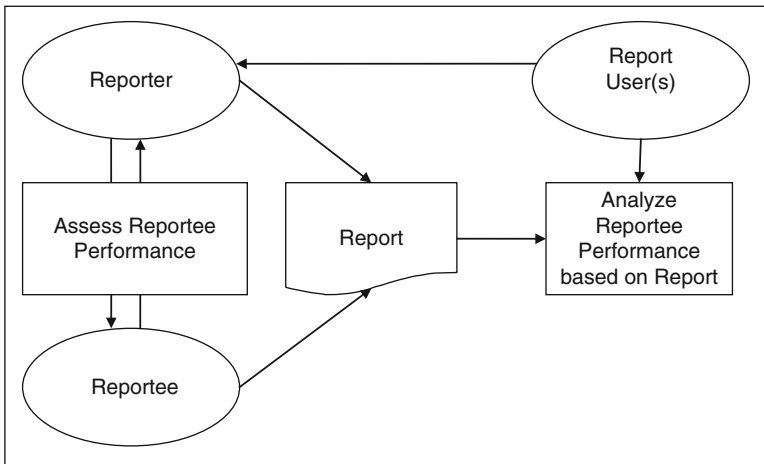 Reporter
Report
User(s)
Assess Reportee
Performance
Report
Analyze
Reportee
Performance
based on Report
Reportee